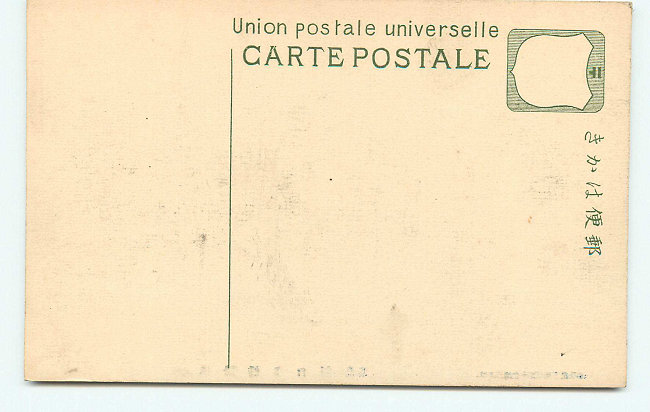 Union postale universelle
CARTE POSTALE
きかは便郵